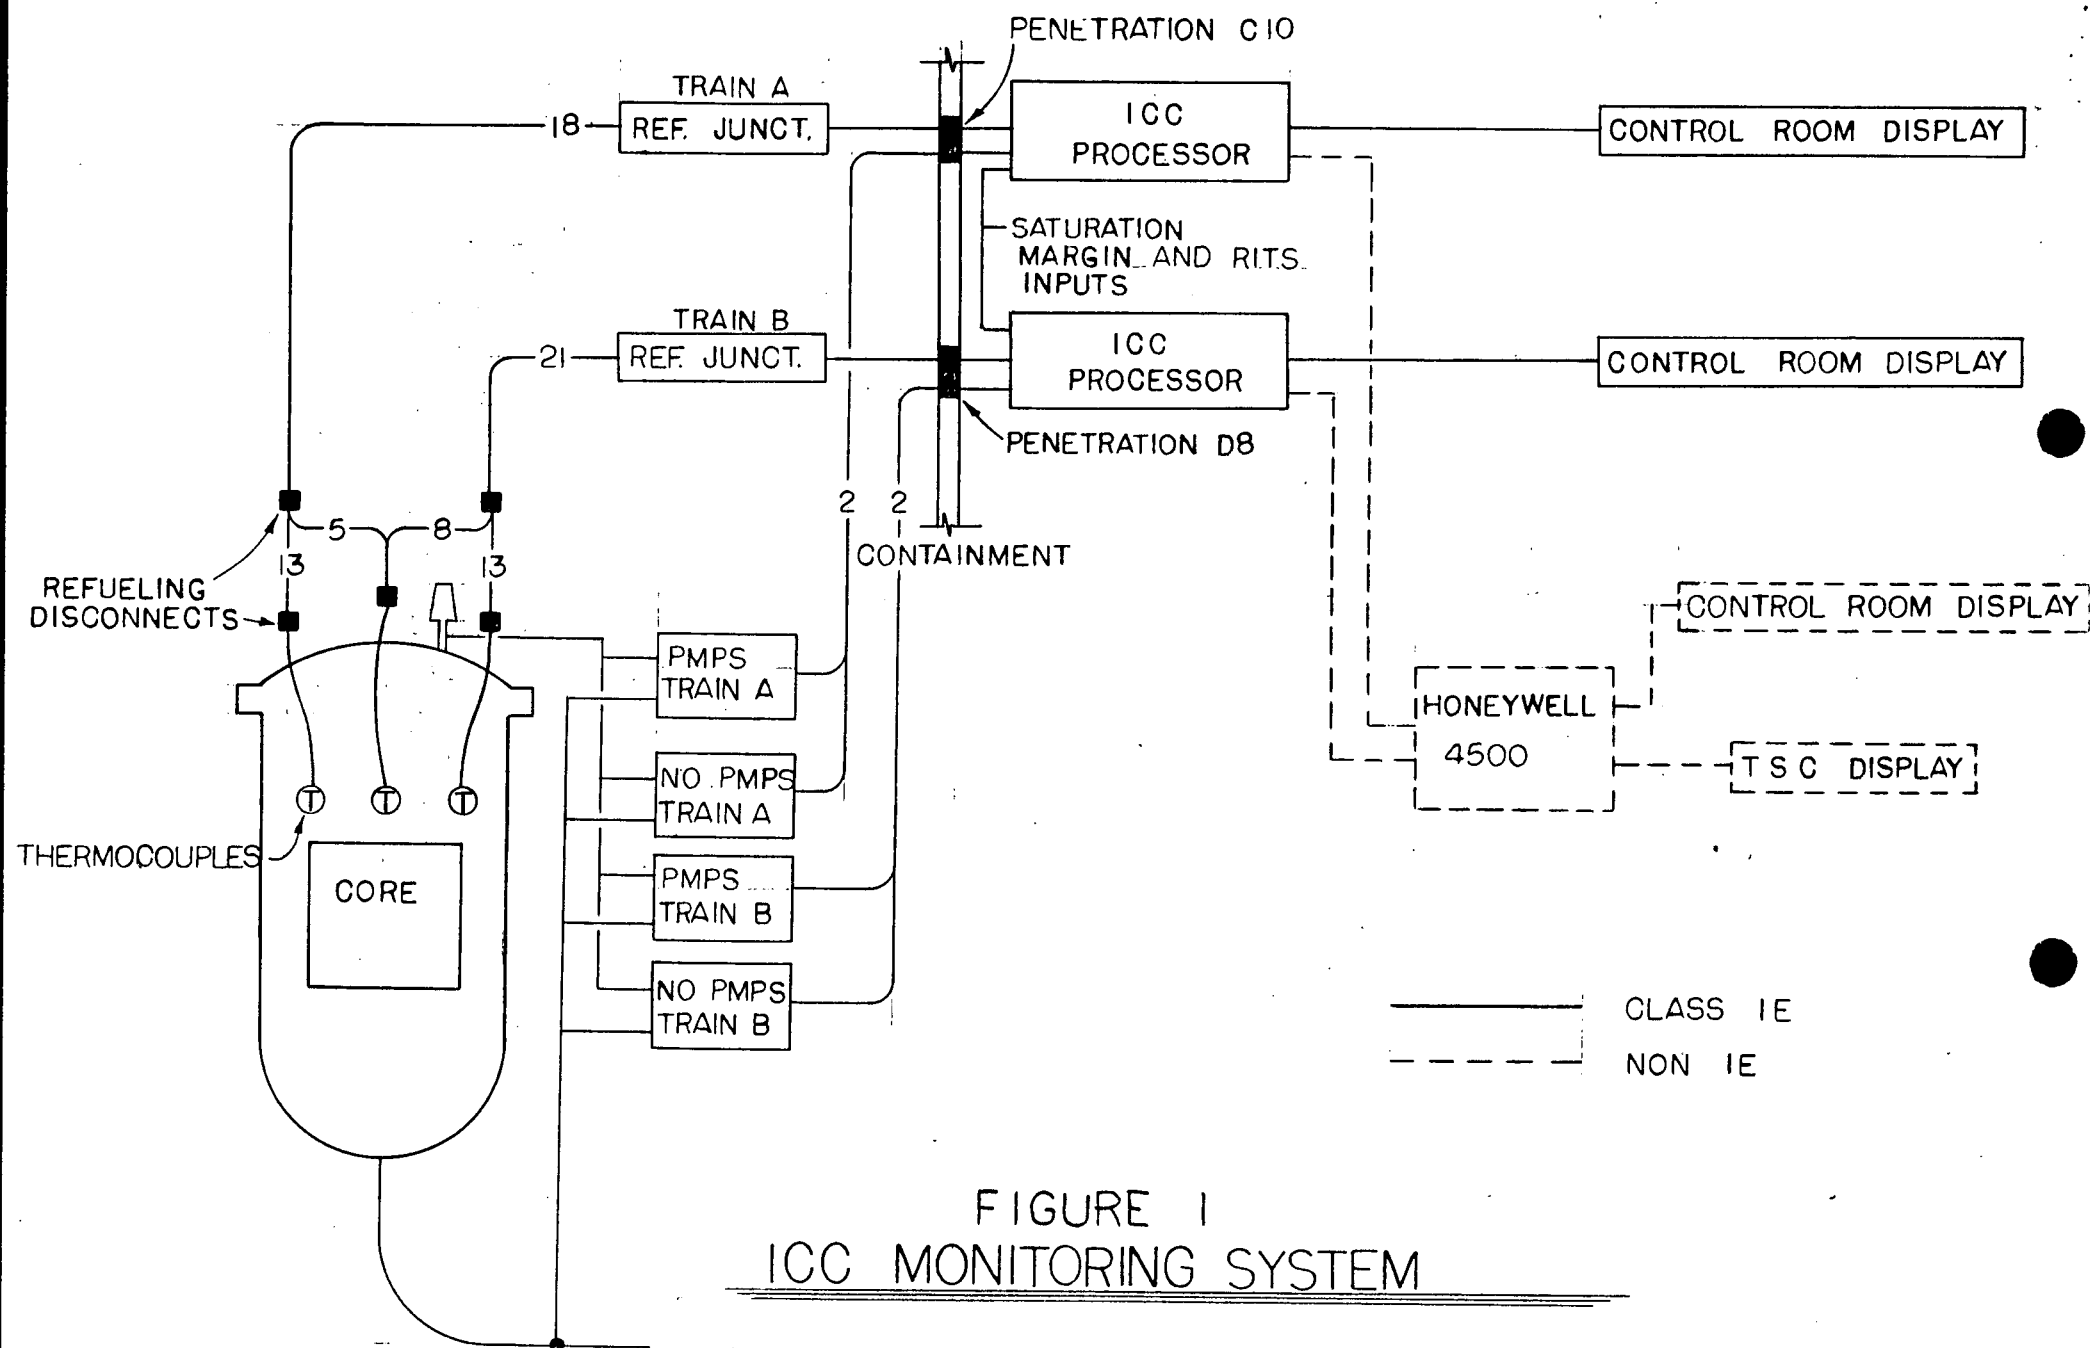 PENETRATION C10
TRAIN A
18
REF. JUNCT.
ICC
PROCESSOR
CONTROL ROOM DISPLAY
SATURATION
MARGIN AND R.I.T.S.
INPUTS
TRAIN B
21
REF. JUNCT.
ICC
PROCESSOR
CONTROL ROOM DISPLAY
PENETRATION D8
2
2
5
8
13
13
CONTAINMENT
REFUELING
DISCONNECTS
PMPS
TRAIN A
NO PMPS
TRAIN A
PMPS
TRAIN B
NO PMPS
TRAIN B
CONTROL ROOM DISPLAY
HONEYWELL
4500
TSC DISPLAY
T
T
T
THERMOCOUPLES
CORE
CLASS 1E
NON 1E
FIGURE 1
ICC MONITORING SYSTEM